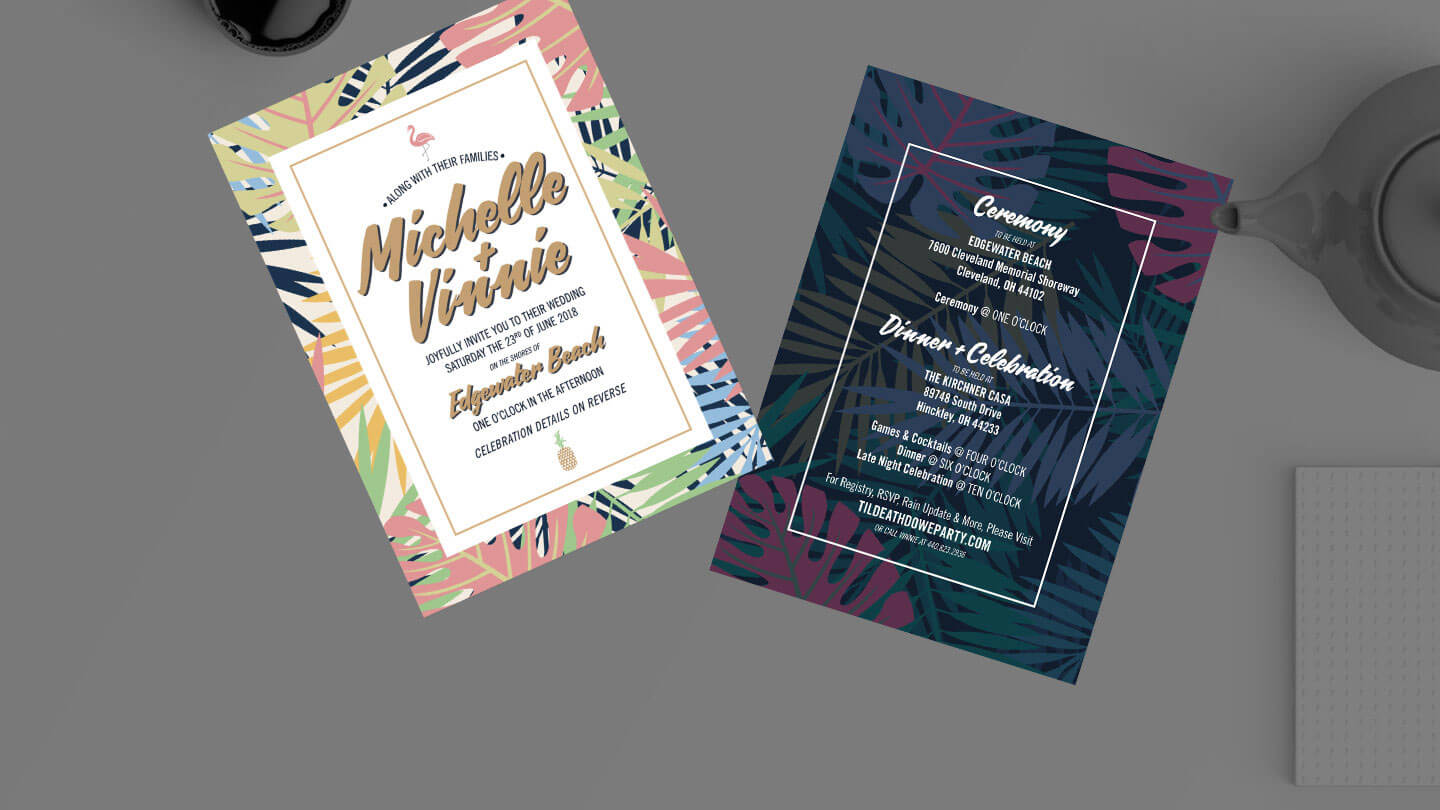 •ALONG WITH THEIR FAMILIES•
Michelle
+
Vinnie
JOYFULLY INVITE YOU TO THEIR WEDDING
SATURDAY THE 23RD OF JUNE 2018
ON THE SHORES OF
Edgewater Beach
ONE O'CLOCK IN THE AFTERNOON
CELEBRATION DETAILS ON REVERSE
Ceremony
TO BE HELD AT
EDGEWATER BEACH
7600 Cleveland Memorial Shoreway
Cleveland, OH 44102
Ceremony @ ONE O'CLOCK
Dinner + Celebration
TO BE HELD AT
THE KIRCHNER CASA
89748 South Drive
Hinckley, OH 44233
Games & Cocktails @ FOUR O'CLOCK
Dinner @ SIX O'CLOCK
Late Night Celebration @ TEN O'CLOCK
For Registry, RSVP, Rain Update & More, Please Visit
TILDEATHDOWEPARTY.COM
OR CALL VINNIE AT 440.823.2936